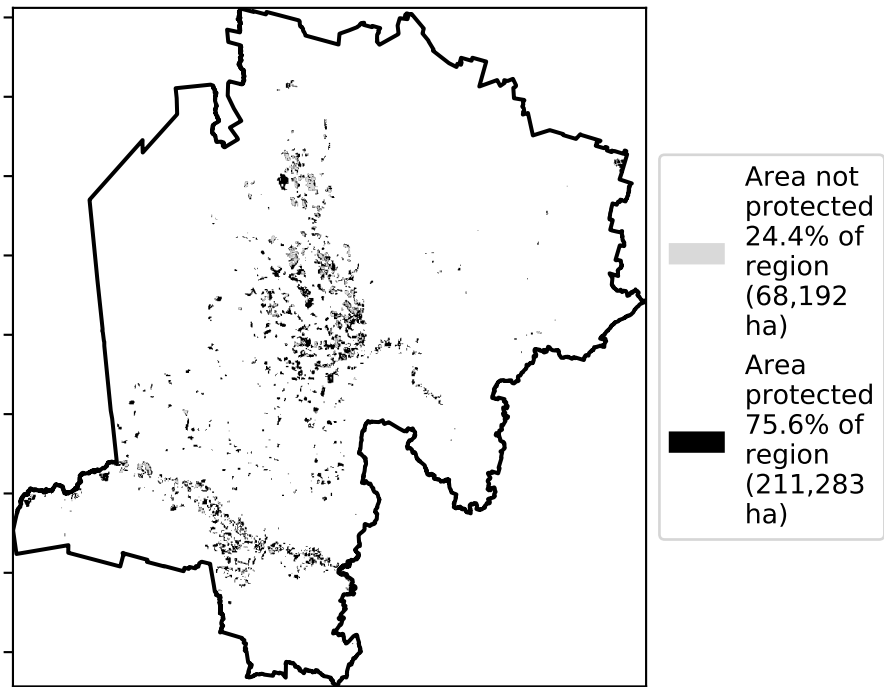 Area not
protected
24.4% of
region
(68,192
ha)
Area
protected
75.6% of
region
(211,283
ha)